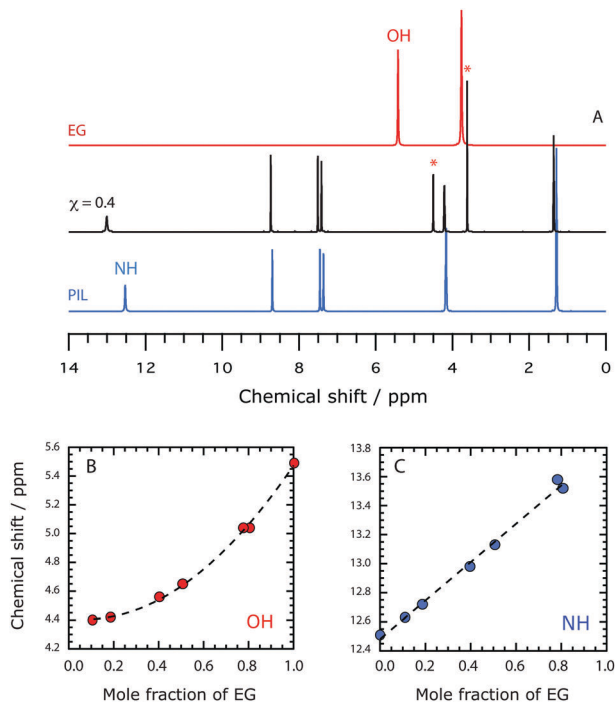 OH
*
A
EG
*
χ = 0.4
NH
PIL
14 12 10 8 6 4 2 0
Chemical shift / ppm
5.6 B
5.4
5.2
5.0
4.8
4.6
4.4
4.2 OH
0.0 0.2 0.4 0.6 0.8 1.0
Mole fraction of EG
Chemical shift / ppm
13.8 C
13.6
13.4
13.2
13.0
12.8
12.6
12.4 NH
0.0 0.2 0.4 0.6 0.8 1.0
Mole fraction of EG